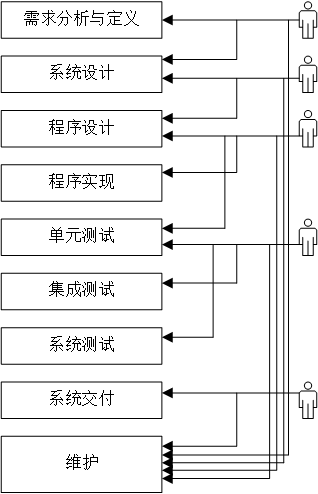 需求分析与定义
系统设计
程序设计
程序实现
单元测试
集成测试
系统测试
系统交付
维护